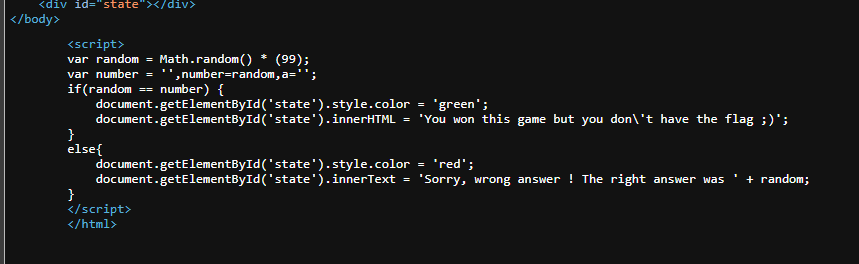 <div id="state"></div>
</body>
<script>
var random = Math.random() * (99);
var number = '',number=random,a='';
if(random == number) {
document.getElementById('state').style.color = 'green';
document.getElementById('state').innerHTML = 'You won this game but you don\'t have the flag ;)';
}
else{
document.getElementById('state').style.color = 'red';
document.getElementById('state').innerText = 'Sorry, wrong answer ! The right answer was ' + random;
}
</script>
</html>